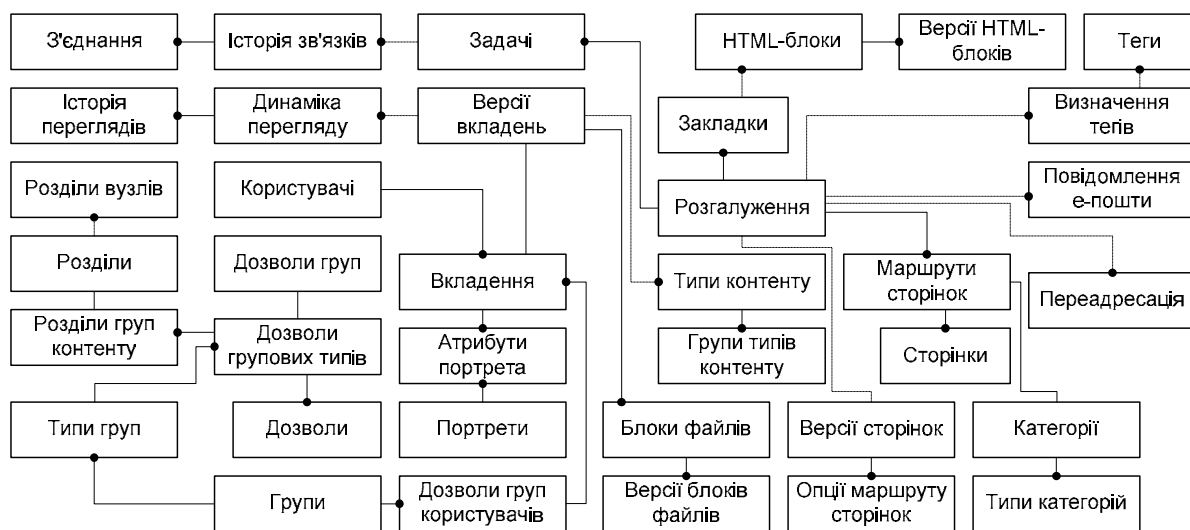 З'єднання
Історія зв'язків
Задачі
HTML-блоки
Версії HTML-
блоків
Теги
Історія
переглядів
Динаміка
перегляду
Версії
вкладень
Закладки
Визначення
тегів
Розділи вузлів
Користувачі
Розгалуження
Повідомлення
е-пошти
Розділи
Дозволи груп
Вкладення
Типи контенту
Маршрути
сторінок
Переадресація
Розділи груп
контенту
Дозволи
групових типів
Атрибути
портрета
Групи типів
контенту
Сторінки
Типи груп
Дозволи
Портрети
Блоки файлів
Версії сторінок
Категорії
Групи
Дозволи груп
користувачів
Версії блоків
файлів
Опції маршруту
сторінок
Типи категорій